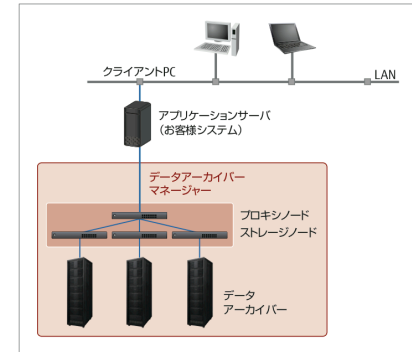 クライアントPC
LAN
アプリケーションサーバ
(お客様システム)
データアーカイバー
マネージャー
プロキシノード
ストレージノード
データ
アーカイバー